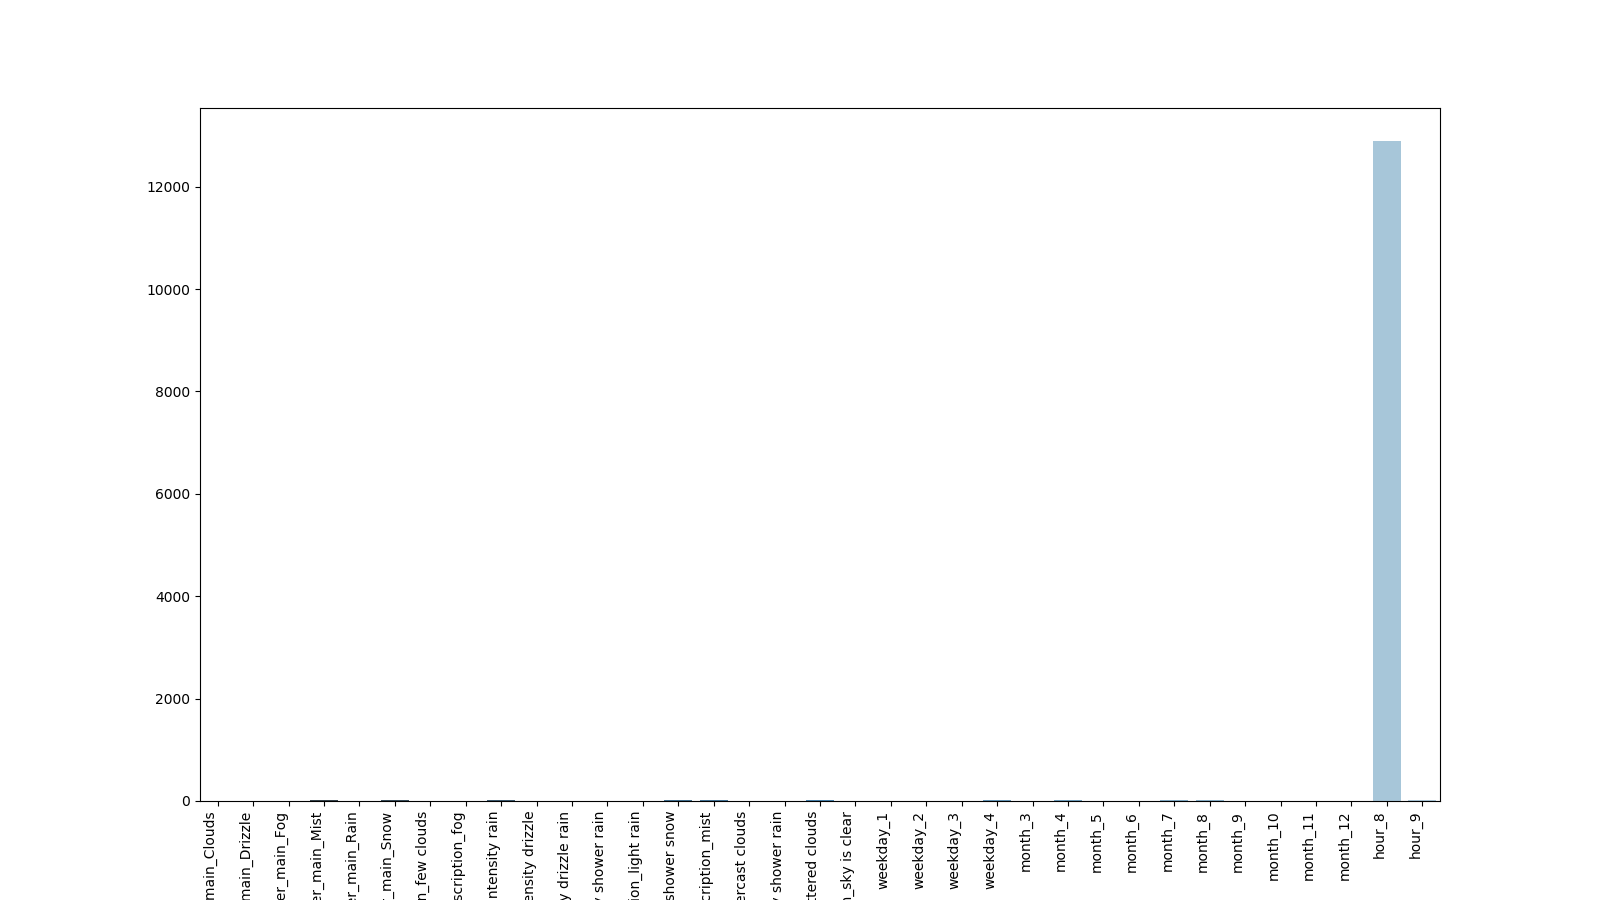 12000
10000
8000
6000
4000
2000
0
main_Clouds
main_Drizzle
er_main_Fog
er_main_Mist
er_main_Rain
r_main_Snow
n_few clouds
scription_fog
ntensity rain
ensity drizzle
y drizzle rain
y shower rain
ion_light rain
shower snow
cription_mist
ercast clouds
y shower rain
ttered clouds
n_sky is clear
weekday_1
weekday_2
weekday_3
weekday_4
month_3
month_4
month_5
month_6
month_7
month_8
month_9
month_10
month_11
month_12
hour_8
hour_9